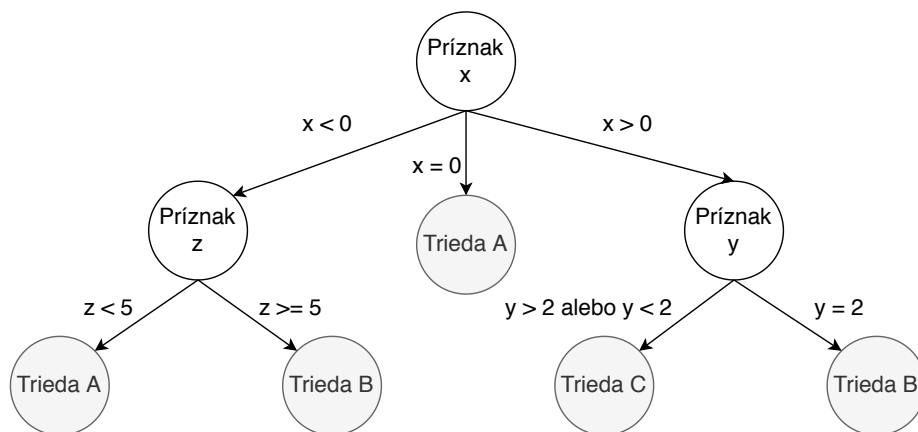 Príznak
x
x < 0
x = 0
x > 0
Príznak
z
Trieda A
Príznak
y
z < 5
z >= 5
y > 2 alebo y < 2
y = 2
Trieda A
Trieda B
Trieda C
Trieda B